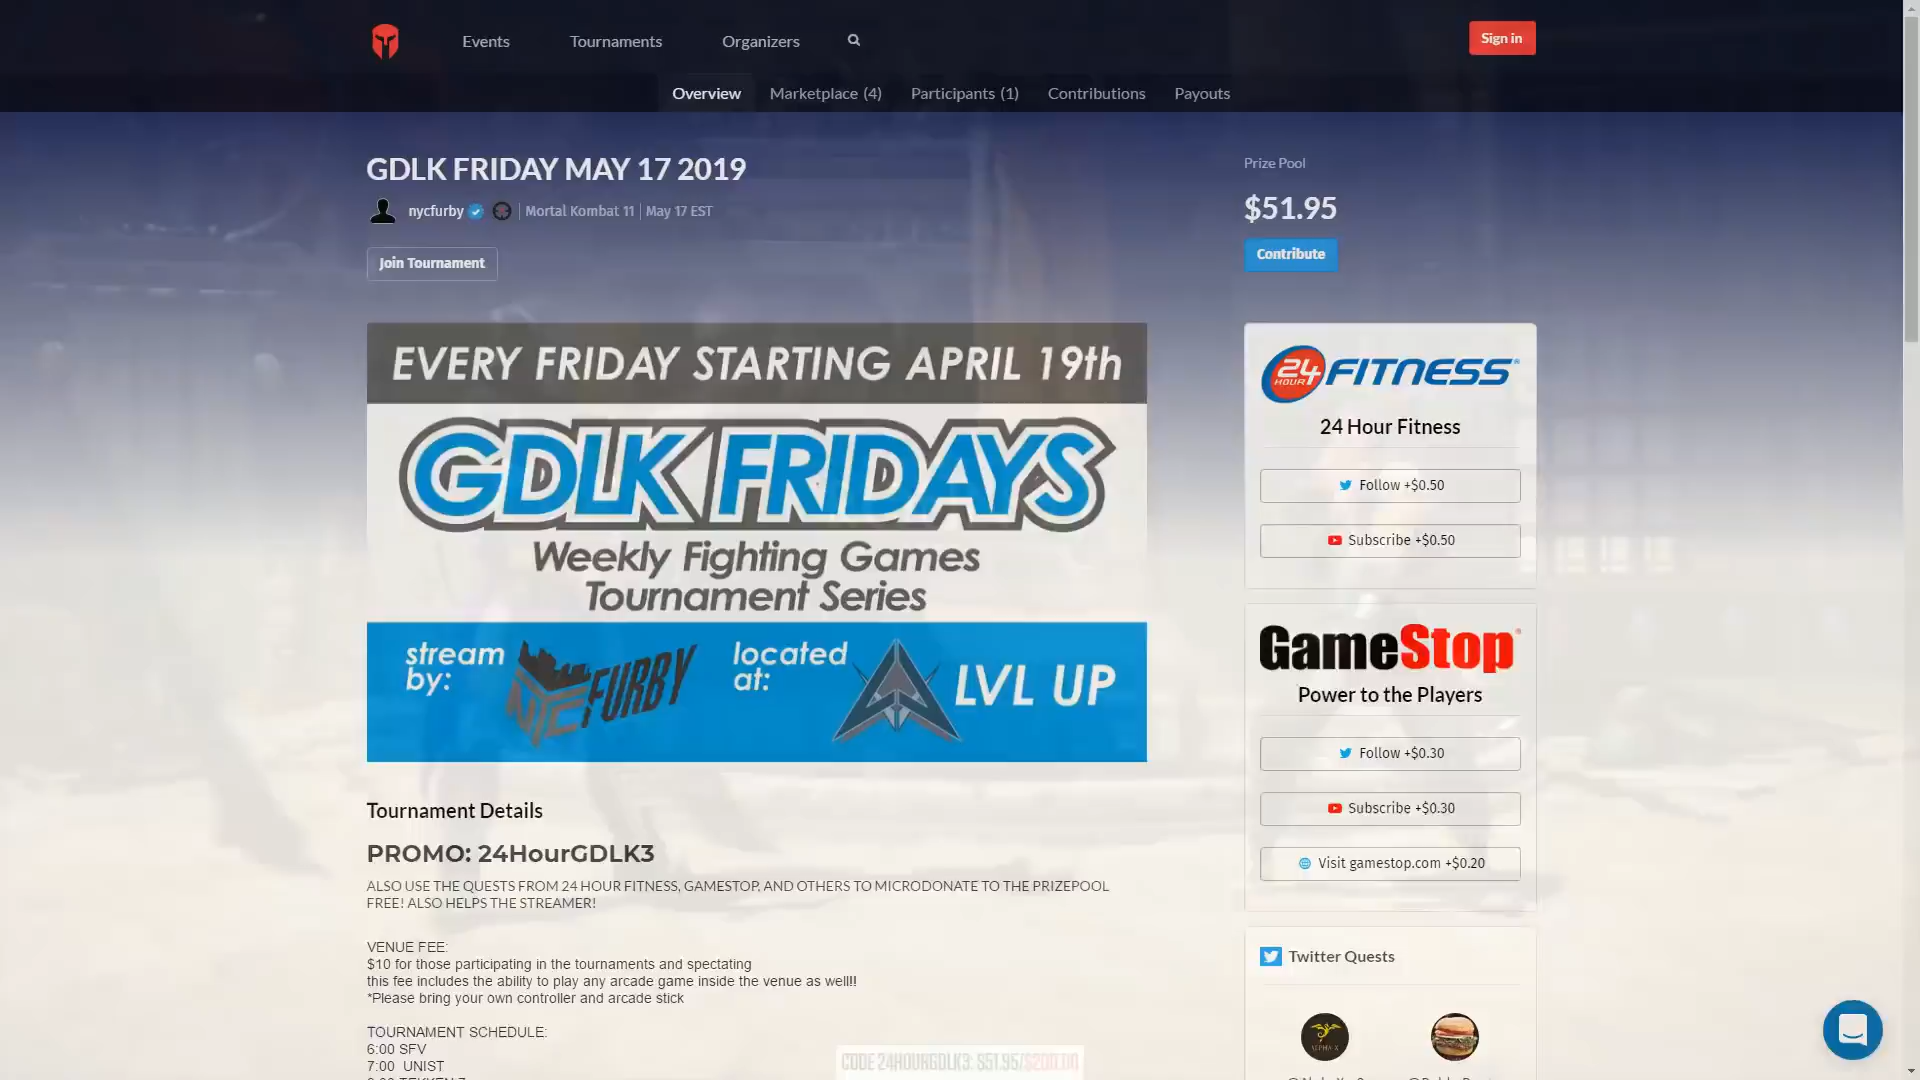 Events Tournaments Organizers
Sign in
Overview Marketplace (4) Participants (1) Contributions Payouts
GDLK FRIDAY MAY 17 2019
nycfurby | Mortal Kombat 11 | May 17 EST
Join Tournament
Prize Pool
$51.95
Contribute
EVERY FRIDAY STARTING APRIL 19th
GDLK FRIDAYS
Weekly Fighting Games
Tournament Series
stream by:
NYC FURBY
located at:
LVL UP
24 HOUR FITNESS
24 Hour Fitness
Follow +$0.50
Subscribe +$0.50
GameStop
Power to the Players
Follow +$0.30
Subscribe +$0.30
Visit gamestop.com +$0.20
Twitter Quests
ALPHA X
Tournament Details
PROMO: 24HourGDLK3
ALSO USE THE QUESTS FROM 24 HOUR FITNESS, GAMESTOP, AND OTHERS TO MICRODONATE TO THE PRIZEPOOL
FREE! ALSO HELPS THE STREAMER!
VENUE FEE:
$10 for those participating in the tournaments and spectating
this fee includes the ability to play any arcade game inside the venue as well!!
*Please bring your own controller and arcade stick
TOURNAMENT SCHEDULE:
6:00 SFV
7:00 UNIST
CODE 24HOURGDLK3: $51.95/$200.00